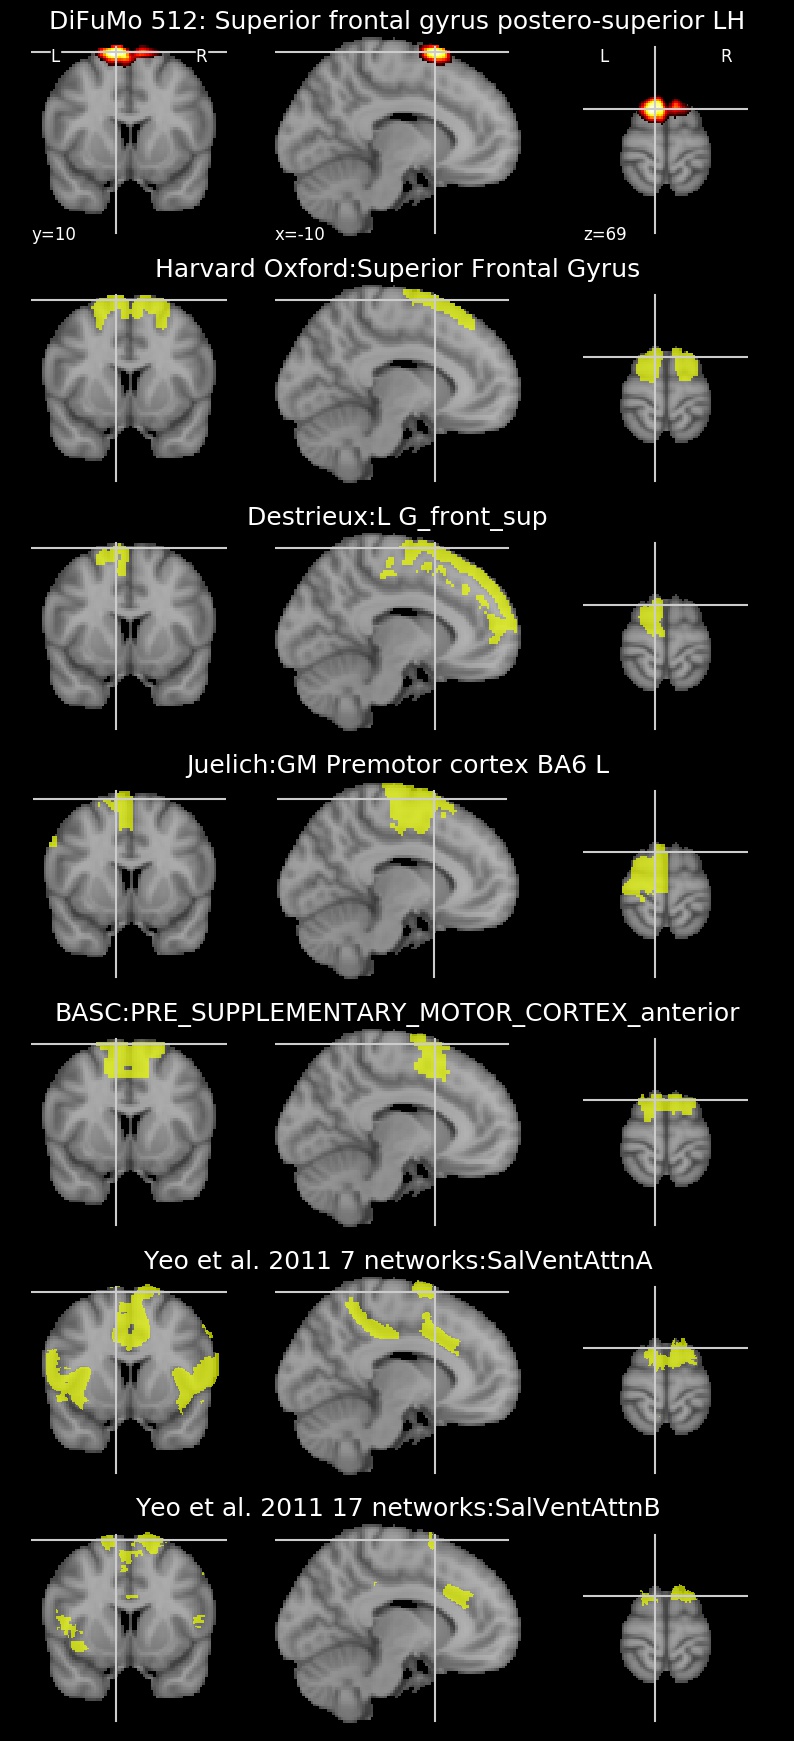 DiFuMo 512: Superior frontal gyrus postero-superior LH
L R L R
y=10 x=-10 z=69
Harvard Oxford:Superior Frontal Gyrus
Destrieux:L G_front_sup
Juelich:GM Premotor cortex BA6 L
BASC:PRE_SUPPLEMENTARY_MOTOR_CORTEX_anterior
Yeo et al. 2011 7 networks:SalVentAttnA
Yeo et al. 2011 17 networks:SalVentAttnB